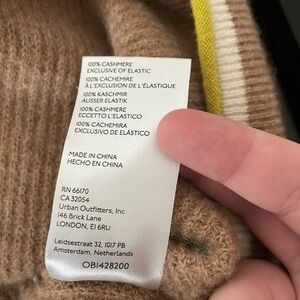 100% CASHMERE
EXCLUSIVE OF ELASTIC
100% CACHEMIRE
À L'EXCLUSION DE L'ÉLASTIQUE
100% KASCHMIR
AUSSER ELASTIK
100% CASHMERE
ECCETTO L'ELASTICO
100% CACHEMIRA
EXCLUSIVO DE ELÁSTICO
MADE IN CHINA
HECHO EN CHINA
RN 66170
CA 32054
Urban Outfitters, Inc
146 Brick Lane
LONDON, E1 6RU
Leidsestraat 32, 1017 PB
Amsterdam, Netherlands
OB1428200